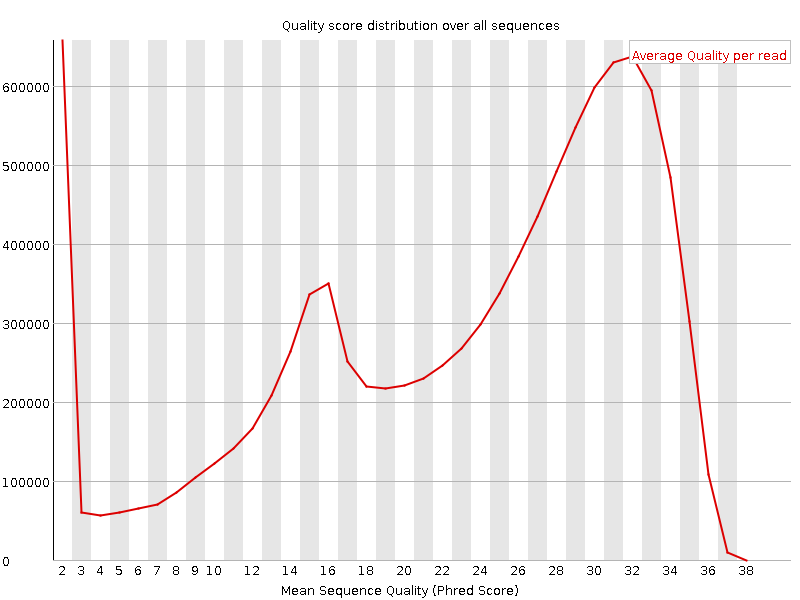 Quality score distribution over all sequences
Average Quality per read
600000
500000
400000
300000
200000
100000
0
2 3 4 5 6 7 8 9 10 12 14 16 18 20 22 24 26 28 30 32 34 36 38
Mean Sequence Quality (Phred Score)